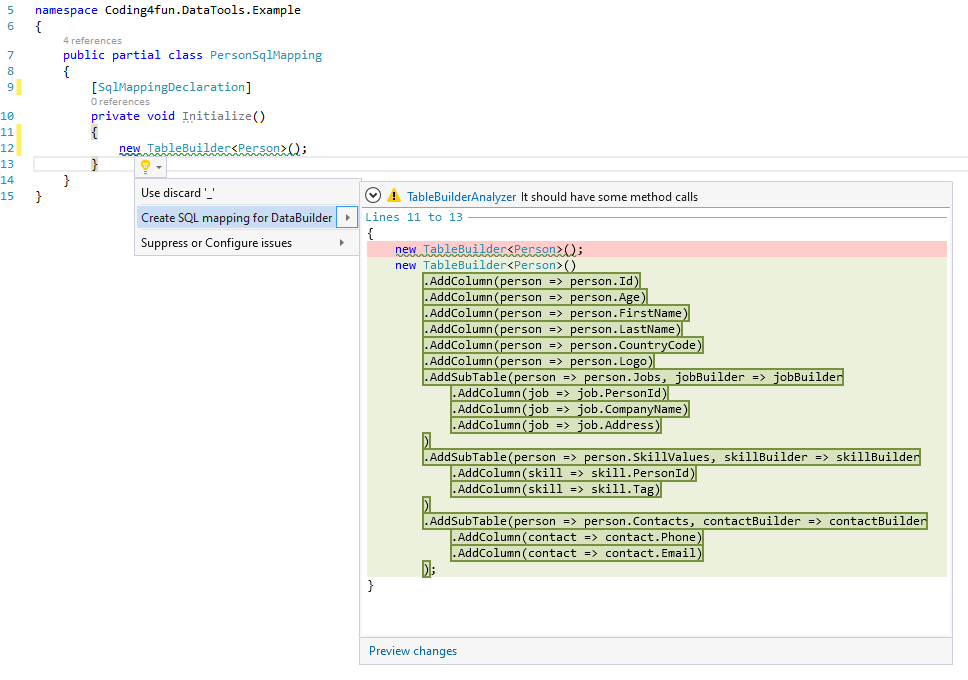 5 namespace Coding4fun.DataTools.Example
6 {
4 references
7 public partial class PersonSqlMapping
8 {
9 [SqlMappingDeclaration]
0 references
10 private void Initialize()
11 {
12 new TableBuilder<Person>();
13 }
14 }
15 }
Use discard '_'
Create SQL mapping for DataBuilder
Suppress or Configure issues
TableBuilderAnalyzer It should have some method calls
Lines 11 to 13
{
new TableBuilder<Person>();
new TableBuilder<Person>()
.AddColumn(person => person.Id)
.AddColumn(person => person.Age)
.AddColumn(person => person.FirstName)
.AddColumn(person => person.LastName)
.AddColumn(person => person.CountryCode)
.AddColumn(person => person.Logo)
.AddSubTable(person => person.Jobs, jobBuilder => jobBuilder
.AddColumn(job => job.PersonId)
.AddColumn(job => job.CompanyName)
.AddColumn(job => job.Address)
)
.AddSubTable(person => person.SkillValues, skillBuilder => skillBuilder
.AddColumn(skill => skill.PersonId)
.AddColumn(skill => skill.Tag)
)
.AddSubTable(person => person.Contacts, contactBuilder => contactBuilder
.AddColumn(contact => contact.Phone)
.AddColumn(contact => contact.Email)
);
}
Preview changes